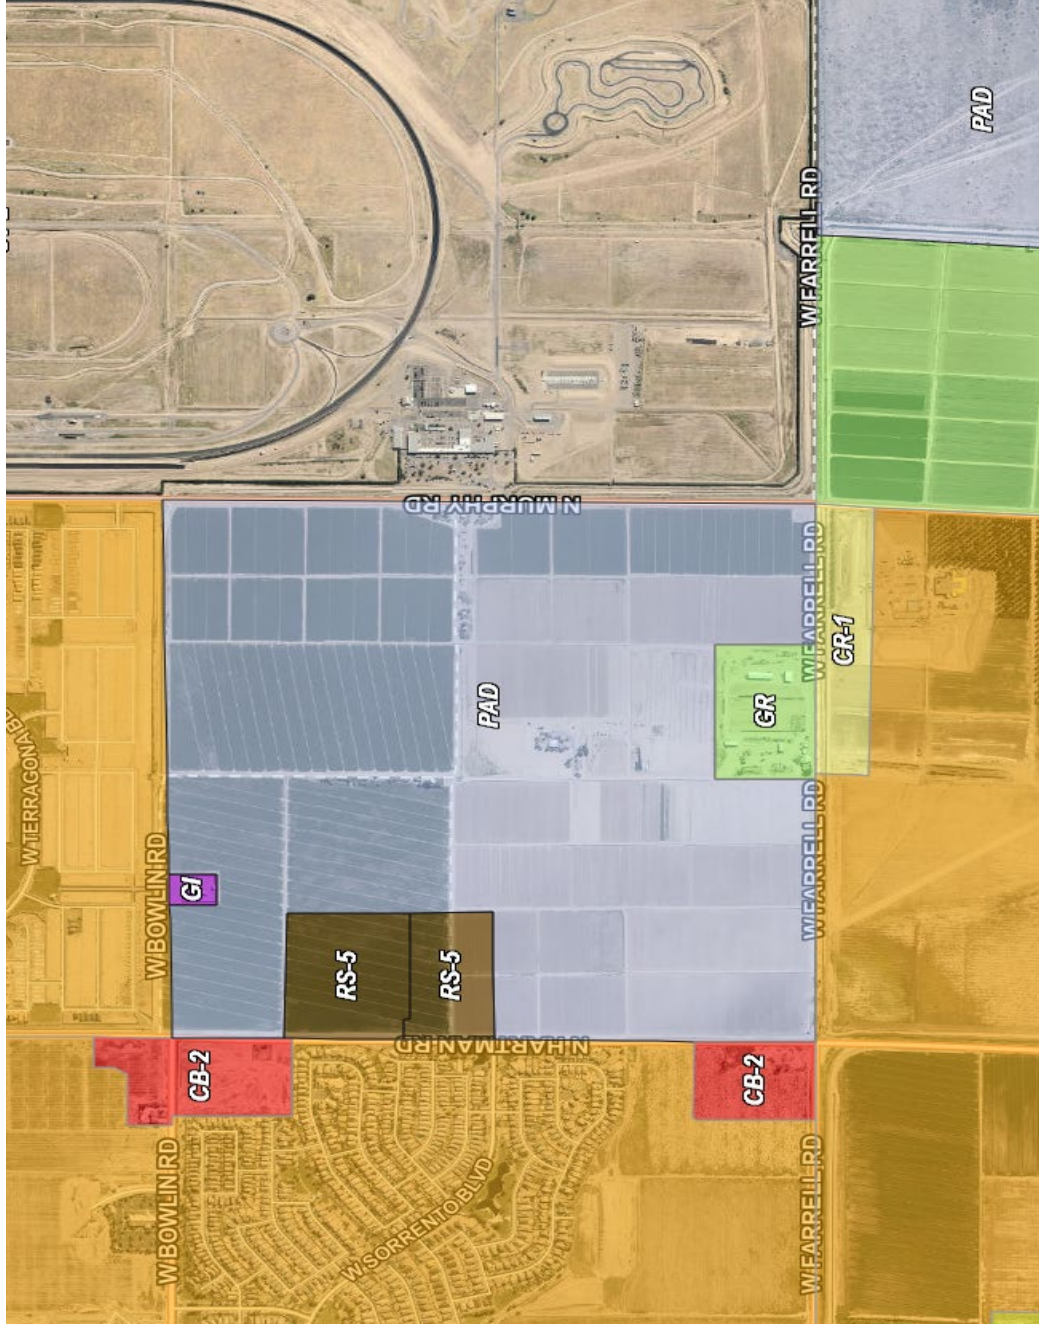 W TERRAGONA BL
W BOWLIN RD
W BOWLIN RD
CB-2
GI
RS-5
W SORRENTO BLVD
RS-5
N HARTMAN RD
PAD
N MURPHY RD
CB-2
GR
W FARRELL RD
W FARRELL RD
W FARRELL RD
W FARRELL RD
CR-1
PAD